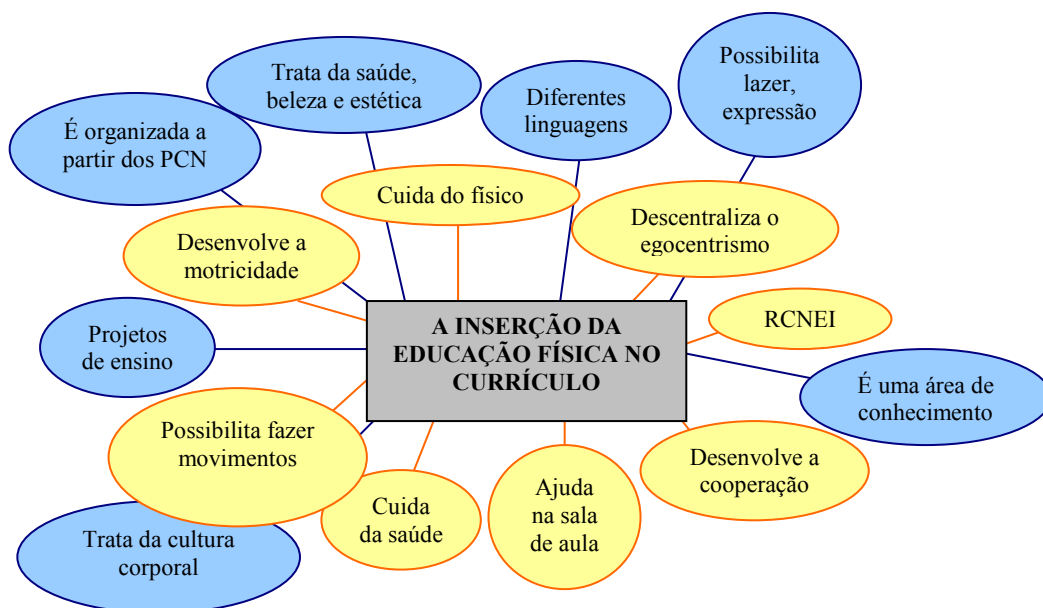 Trata da saúde,
beleza e estética
Possibilita
lazer,
expressão
Diferentes
linguagens
É organizada a
partir dos PCN
Cuida do físico
Descentraliza o
egocentrismo
Desenvolve a
motricidade
RCNEI
A INSERÇÃO DA
EDUCAÇÃO FÍSICA NO
CURRÍCULO
Projetos
de ensino
É uma área de
conhecimento
Possibilita fazer
movimentos
Desenvolve a
cooperação
Cuida
da saúde
Ajuda
na sala
de aula
Trata da cultura
corporal